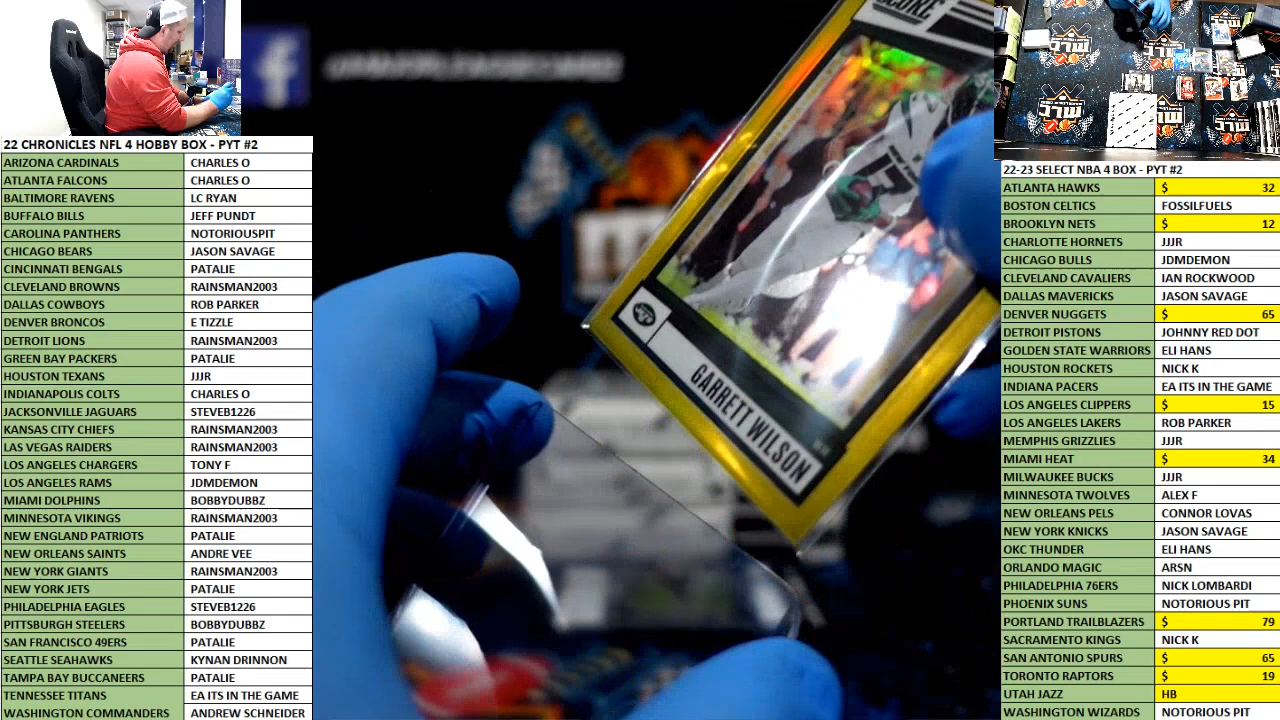 22 CHRONICLES NFL 4 HOBBY BOX - PYT #2
ARIZONA CARDINALS CHARLES O
ATLANTA FALCONS CHARLES O
BALTIMORE RAVENS LC RYAN
BUFFALO BILLS JEFF PUNDT
CAROLINA PANTHERS NOTORIOUSPIT
CHICAGO BEARS JASON SAVAGE
CINCINNATI BENGALS PATALIE
CLEVELAND BROWNS RAINSMAN2003
DALLAS COWBOYS ROB PARKER
DENVER BRONCOS E TIZZLE
DETROIT LIONS RAINSMAN2003
GREEN BAY PACKERS PATALIE
HOUSTON TEXANS JJJR
INDIANAPOLIS COLTS CHARLES O
JACKSONVILLE JAGUARS STEVEB1226
KANSAS CITY CHIEFS RAINSMAN2003
LAS VEGAS RAIDERS RAINSMAN2003
LOS ANGELES CHARGERS TONY F
LOS ANGELES RAMS JDMDEMON
MIAMI DOLPHINS BOBBYDUBBZ
MINNESOTA VIKINGS RAINSMAN2003
NEW ENGLAND PATRIOTS PATALIE
NEW ORLEANS SAINTS ANDRE VEE
NEW YORK GIANTS RAINSMAN2003
NEW YORK JETS PATALIE
PHILADELPHIA EAGLES STEVEB1226
PITTSBURGH STEELERS BOBBYDUBBZ
SAN FRANCISCO 49ERS PATALIE
SEATTLE SEAHAWKS KYNAN DRINNON
TAMPA BAY BUCCANEERS PATALIE
TENNESSEE TITANS EA ITS IN THE GAME
WASHINGTON COMMANDERS ANDREW SCHNEIDER
SCORE
GARRETT WILSON
22-23 SELECT NBA 4 BOX - PYT #2
ATLANTA HAWKS $ 32
BOSTON CELTICS FOSSILFUELS
BROOKLYN NETS $ 12
CHARLOTTE HORNETS JJJR
CHICAGO BULLS JDMDEMON
CLEVELAND CAVALIERS IAN ROCKWOOD
DALLAS MAVERICKS JASON SAVAGE
DENVER NUGGETS $ 65
DETROIT PISTONS JOHNNY RED DOT
GOLDEN STATE WARRIORS ELI HANS
HOUSTON ROCKETS NICK K
INDIANA PACERS EA ITS IN THE GAME
LOS ANGELES CLIPPERS $ 15
LOS ANGELES LAKERS ROB PARKER
MEMPHIS GRIZZLIES JJJR
MIAMI HEAT $ 34
MILWAUKEE BUCKS JJJR
MINNESOTA TWOLVES ALEX F
NEW ORLEANS PELS CONNOR LOVAS
NEW YORK KNICKS JASON SAVAGE
OKC THUNDER ELI HANS
ORLANDO MAGIC ARSN
PHILADELPHIA 76ERS NICK LOMBARDI
PHOENIX SUNS NOTORIOUS PIT
PORTLAND TRAILBLAZERS $ 79
SACRAMENTO KINGS NICK K
SAN ANTONIO SPURS $ 65
TORONTO RAPTORS $ 19
UTAH JAZZ HB
WASHINGTON WIZARDS NOTORIOUS PIT